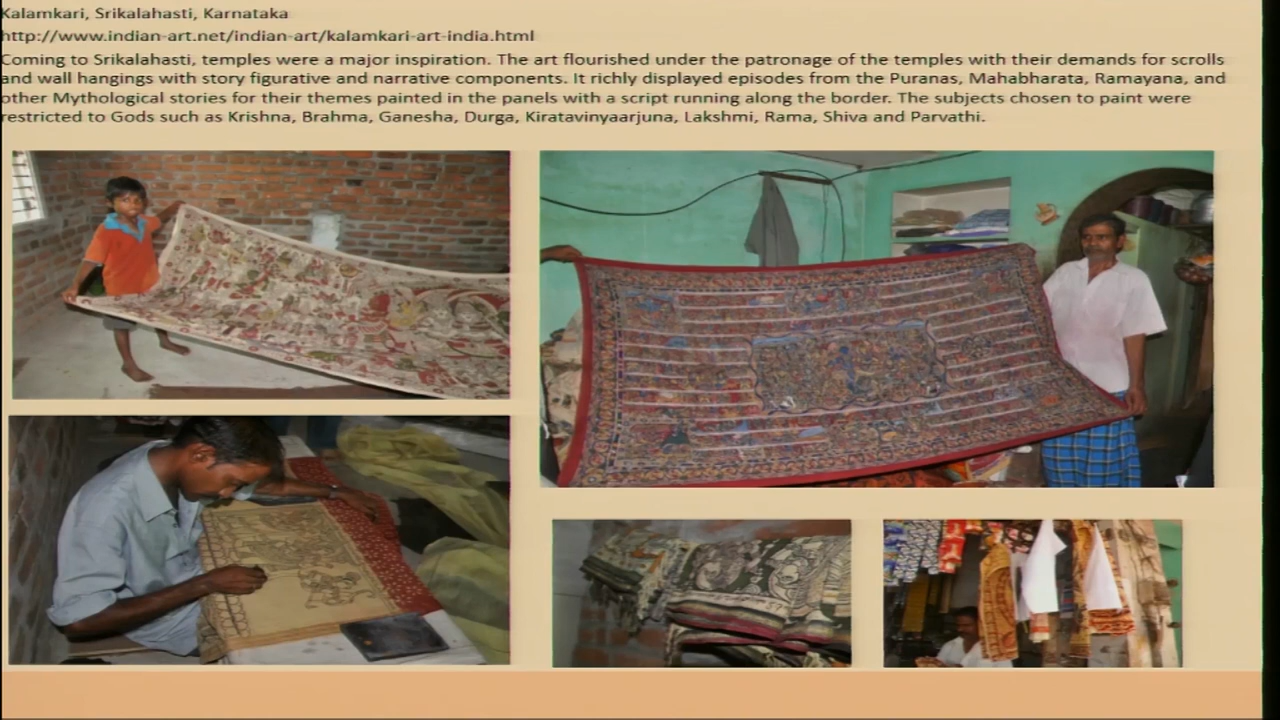 Kalamkari, Srikalahasti, Karnataka
http://www.indian-art.net/indian-art/kalamkari-art-india.html
Coming to Srikalahasti, temples were a major inspiration. The art flourished under the patronage of the temples with their demands for scrolls
and wall hangings with story figurative and narrative components. It richly displayed episodes from the Puranas, Mahabharata, Ramayana, and
other Mythological stories for their themes painted in the panels with a script running along the border. The subjects chosen to paint were
restricted to Gods such as Krishna, Brahma, Ganesha, Durga, Kiratavinyaarjuna, Lakshmi, Rama, Shiva and Parvathi.